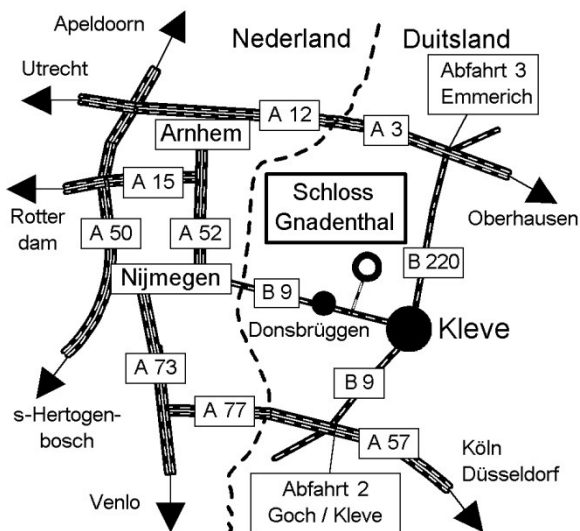 Apeldoorn
Nederland
Duitsland
Utrecht
Abfahrt 3
Emmerich
A 12
A 3
Arnhem
A 15
Schloss
Gnadenthal
Rotter
dam
Oberhausen
A 50
A 52
B 220
Nijmegen
B 9
Donsbrüggen
Kleve
A 73
B 9
s-Hertogen-
bosch
A 77
A 57
Köln
Düsseldorf
Venlo
Abfahrt 2
Goch / Kleve